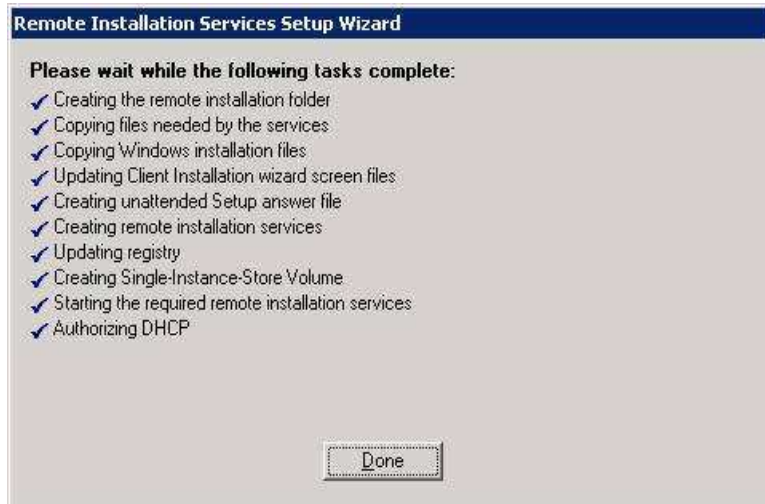 Remote Installation Services Setup Wizard
Please wait while the following tasks complete:
Creating the remote installation folder
Copying files needed by the services
Copying Windows installation files
Updating Client Installation wizard screen files
Creating unattended Setup answer file
Creating remote installation services
Updating registry
Creating Single-Instance-Store Volume
Starting the required remote installation services
Authorizing DHCP
Done